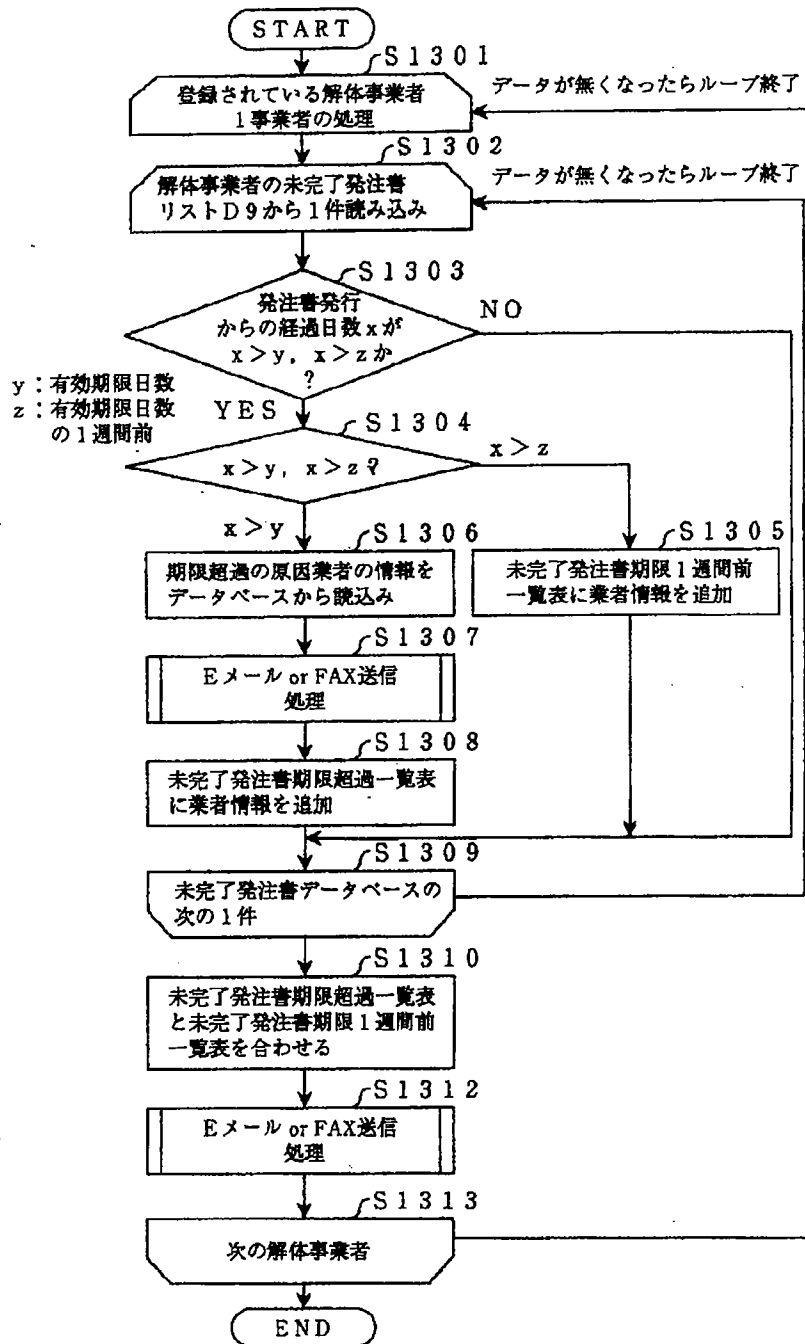 START
S1301
登録されている解体事業者
1事業者の処理
データが無くなったらループ終了
S1302
解体事業者の未完了発注書
リストD9から1件読み込み
データが無くなったらループ終了
S1303
発注書発行
からの経過日数xが
x>y, x>zか
?
NO
y:有効期限日数
z:有効期限日数
の1週間前
YES
S1304
x>y, x>z?
x>z
x>y
S1305
未完了発注書期限1週間前
一覧表に業者情報を追加
S1306
期限超過の原因業者の情報を
データベースから読込み
S1307
Eメール or FAX送信
処理
S1308
未完了発注書期限超過一覧表
に業者情報を追加
S1309
未完了発注書データベースの
次の1件
S1310
未完了発注書期限超過一覧表
と未完了発注書期限1週間前
一覧表を合わせる
S1312
Eメール or FAX送信
処理
S1313
次の解体事業者
END